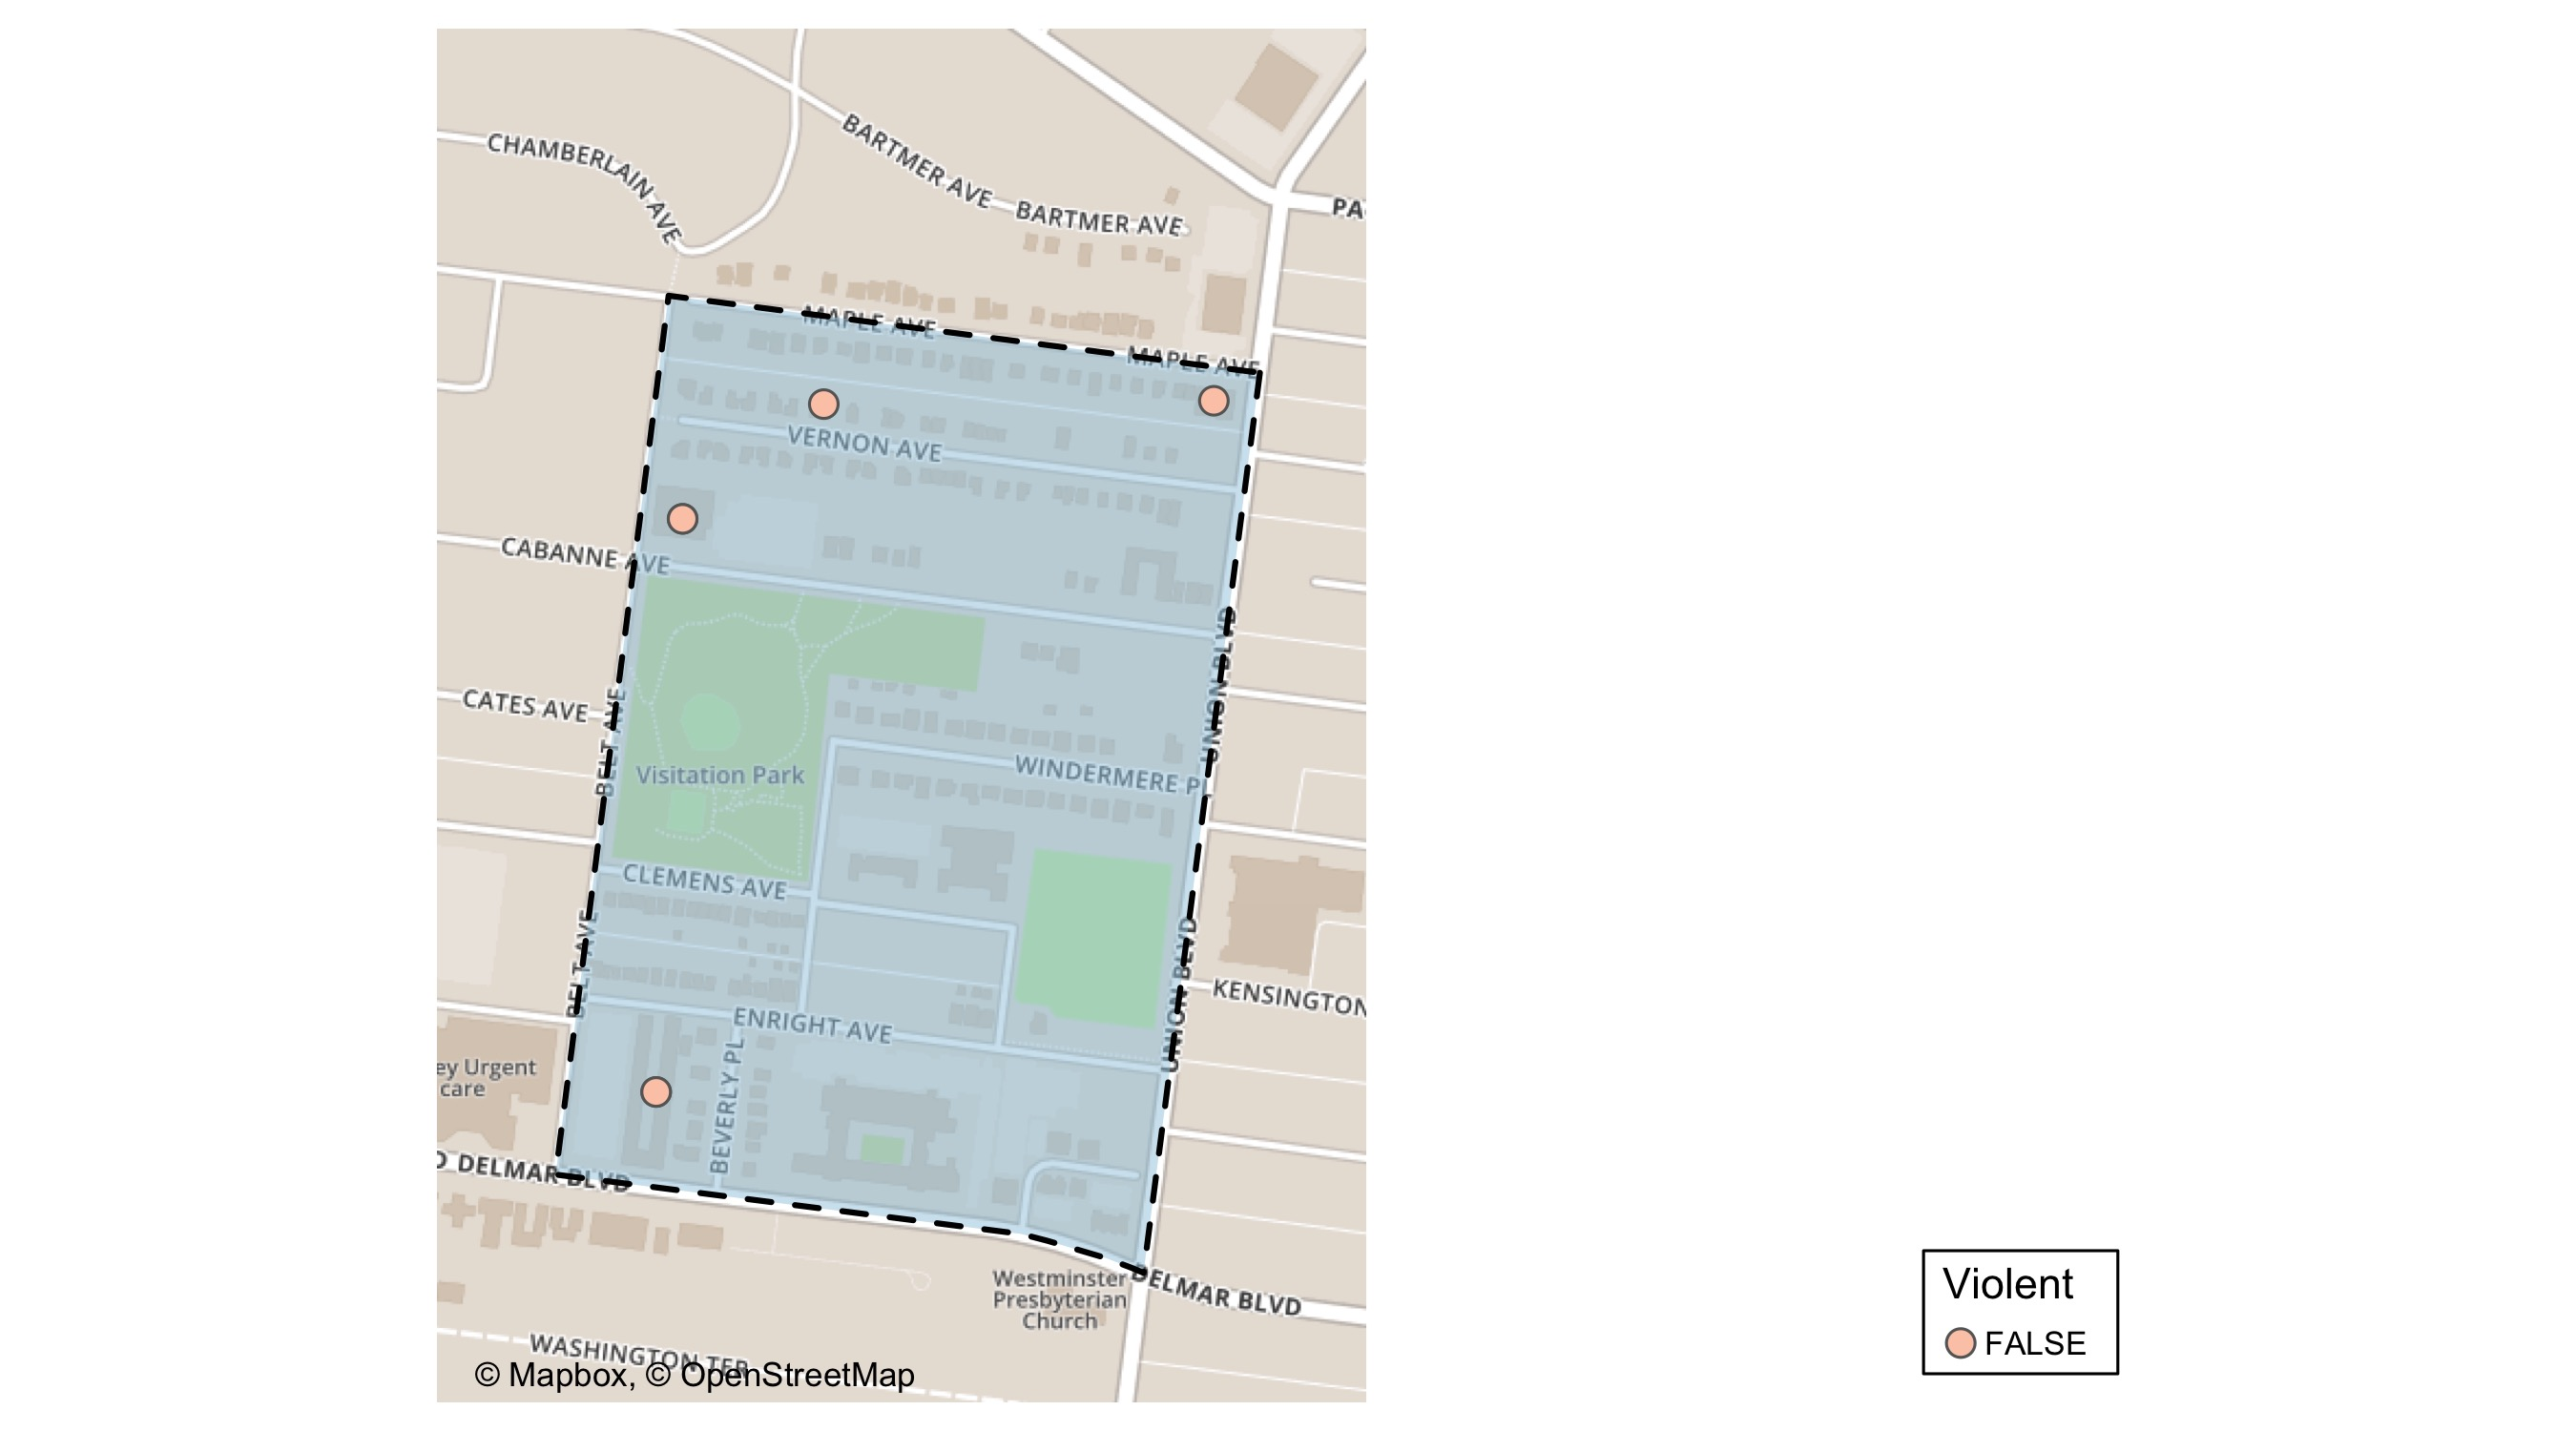 CHAMBERLAIN AVE
BARTMER AVE
BARTMER AVE
PA
MAPLE AVE
MAPLE AVE
VERNON AVE
CABANNE AVE
UNION BLVD
CATES AVE
BELT AVE
Visitation Park
WINDERMERE PL
CLEMENS AVE
BELT AVE
UNION BLVD
KENSINGTON
ENRIGHT AVE
BEVERLY PL
ey Urgent
care
DELMAR BLVD
Westminster
Presbyterian
Church
DELMAR BLVD
WASHINGTON TER
© Mapbox, © OpenStreetMap
Violent
FALSE